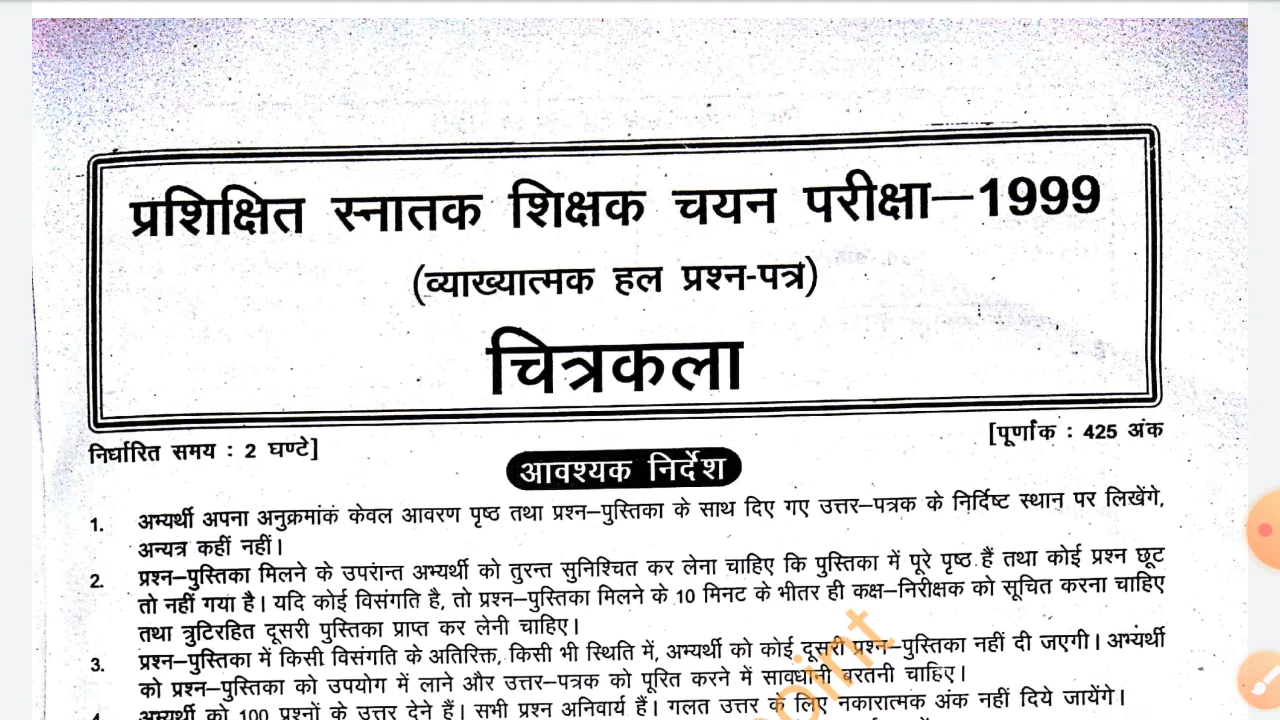 प्रशिक्षित स्नातक शिक्षक चयन परीक्षा—1999
(व्याख्यात्मक हल प्रश्न-पत्र)
चित्रकला
निर्धारित समय : 2 घण्टे]
[पूर्णांक : 425 अंक
आवश्यक निर्देश
1. अभ्यर्थी अपना अनुक्रमांक केवल आवरण पृष्ठ तथा प्रश्न–पुस्तिका के साथ दिए गए उत्तर–पत्रक के निर्दिष्ट स्थान पर लिखेंगे,
अन्यत्र कहीं नहीं।
2. प्रश्न–पुस्तिका मिलने के उपरान्त अभ्यर्थी को तुरन्त सुनिश्चित कर लेना चाहिए कि पुस्तिका में पूरे पृष्ठ हैं तथा कोई प्रश्न छूट
तो नहीं गया है। यदि कोई विसंगति है, तो प्रश्न–पुस्तिका मिलने के 10 मिनट के भीतर ही कक्ष–निरीक्षक को सूचित करना चाहिए
तथा त्रुटिरहित दूसरी पुस्तिका प्राप्त कर लेनी चाहिए।
3. प्रश्न–पुस्तिका में किसी विसंगति के अतिरिक्त, किसी भी स्थिति में, अभ्यर्थी को कोई दूसरी प्रश्न–पुस्तिका नहीं दी जाएगी। अभ्यर्थी
को प्रश्न–पुस्तिका को उपयोग में लाने और उत्तर–पत्रक को पूरित करने में सावधानी बरतनी चाहिए।
4. अभ्यर्थी को 100 प्रश्नों के उत्तर देने हैं। सभी प्रश्न अनिवार्य हैं। गलत उत्तर के लिए नकारात्मक अंक नहीं दिये जायेंगे।
point